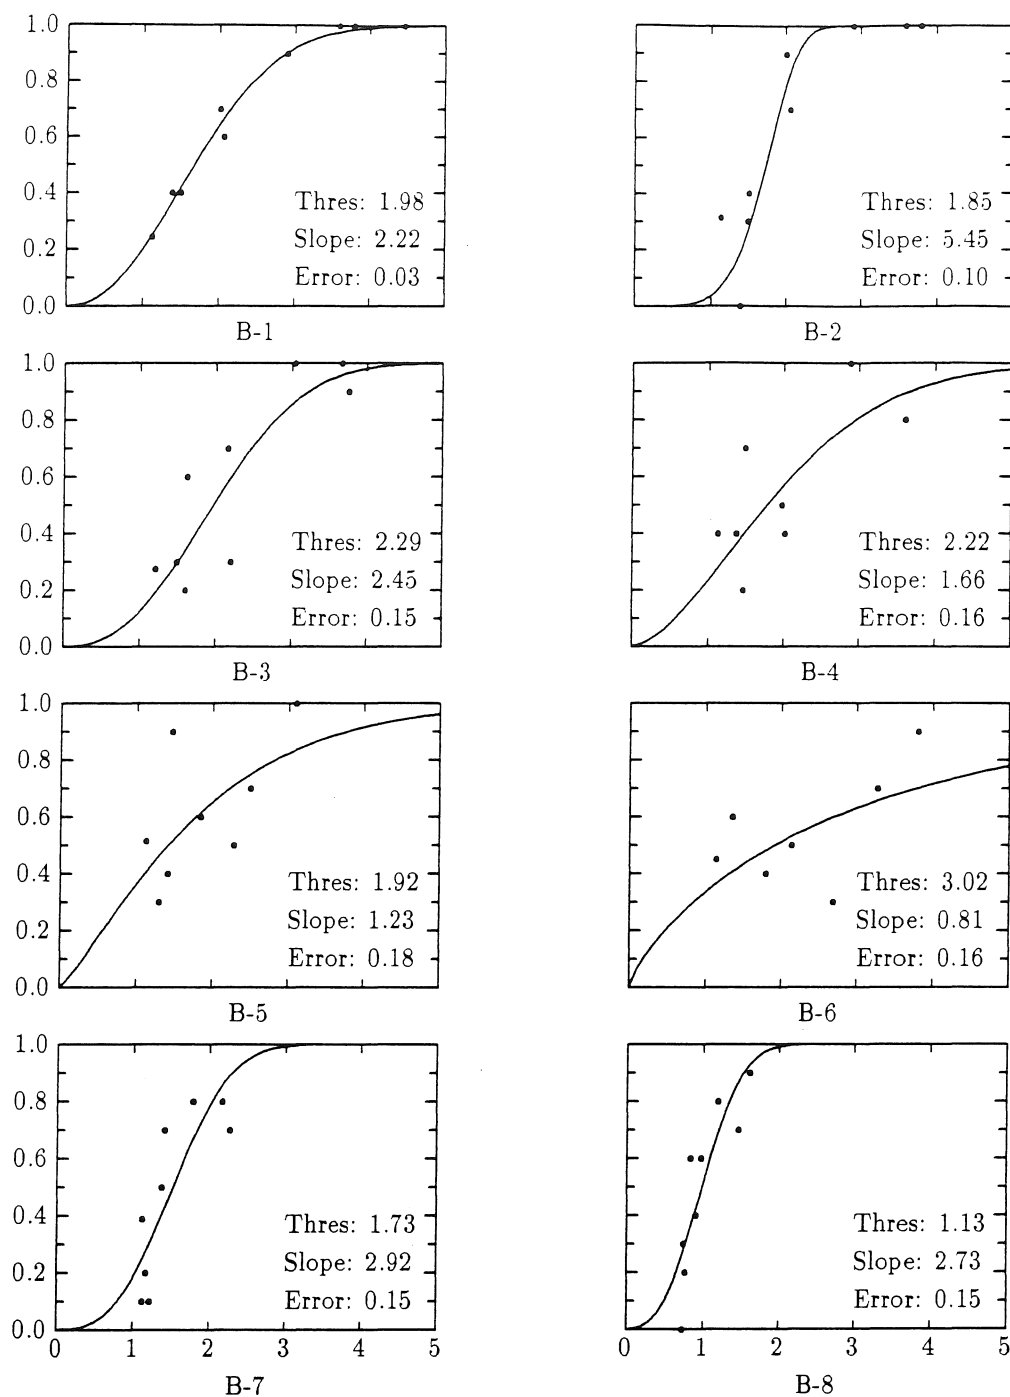 1.0
0.8
0.6
0.4
0.2
0.0
Thres: 1.98
Slope: 2.22
Error: 0.03
B-1
Thres: 1.85
Slope: 5.45
Error: 0.10
B-2
1.0
0.8
0.6
0.4
0.2
0.0
Thres: 2.29
Slope: 2.45
Error: 0.15
B-3
Thres: 2.22
Slope: 1.66
Error: 0.16
B-4
1.0
0.8
0.6
0.4
0.2
0.0
Thres: 1.92
Slope: 1.23
Error: 0.18
B-5
Thres: 3.02
Slope: 0.81
Error: 0.16
B-6
1.0
0.8
0.6
0.4
0.2
0.0
Thres: 1.73
Slope: 2.92
Error: 0.15
0 1 2 3 4 5
B-7
Thres: 1.13
Slope: 2.73
Error: 0.15
0 1 2 3 4 5
B-8